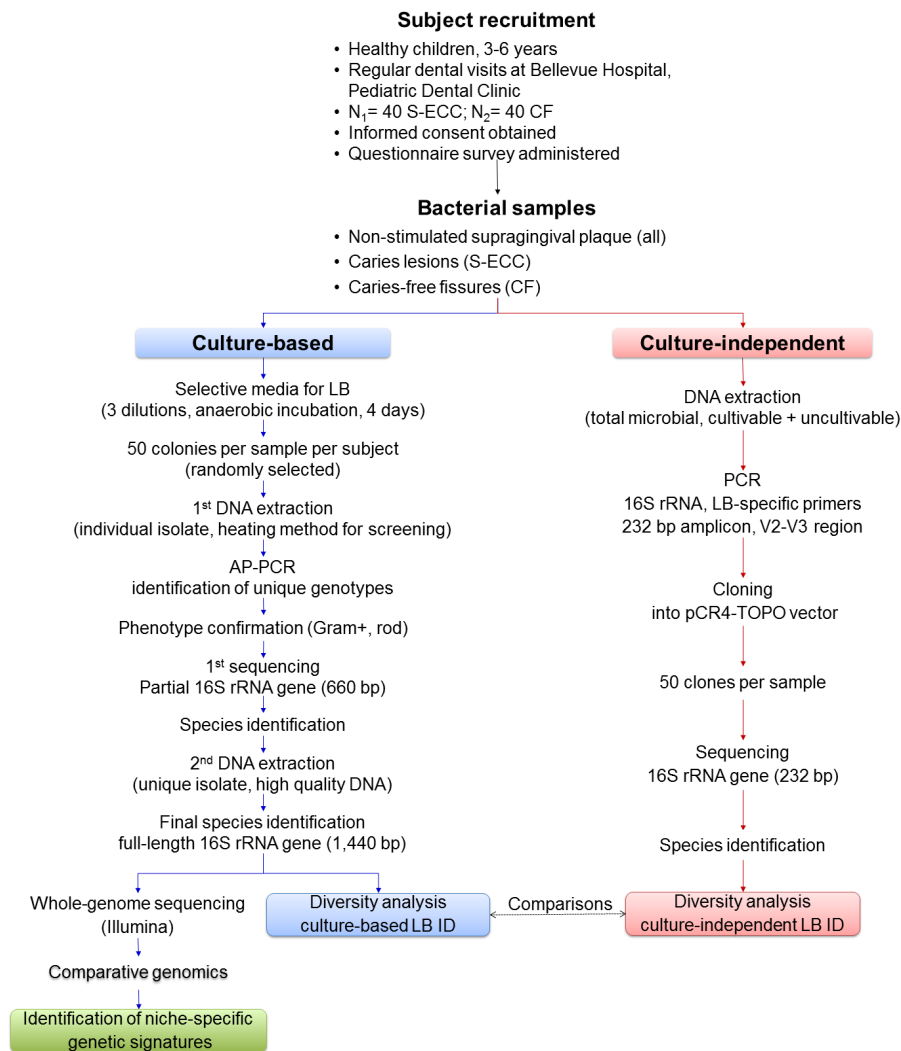 Subject recruitment
• Healthy children, 3-6 years
• Regular dental visits at Bellevue Hospital,
Pediatric Dental Clinic
• N₁= 40 S-ECC; N₂= 40 CF
• Informed consent obtained
• Questionnaire survey administered
Bacterial samples
• Non-stimulated supragingival plaque (all)
• Caries lesions (S-ECC)
• Caries-free fissures (CF)
Culture-based
Selective media for LB
(3 dilutions, anaerobic incubation, 4 days)
50 colonies per sample per subject
(randomly selected)
1st DNA extraction
(individual isolate, heating method for screening)
AP-PCR
identification of unique genotypes
Phenotype confirmation (Gram+, rod)
1st sequencing
Partial 16S rRNA gene (660 bp)
Species identification
2nd DNA extraction
(unique isolate, high quality DNA)
Final species identification
full-length 16S rRNA gene (1,440 bp)
Whole-genome sequencing
(Illumina)
Comparative genomics
Identification of niche-specific
genetic signatures
Diversity analysis
culture-based LB ID
Comparisons
Culture-independent
DNA extraction
(total microbial, cultivable + uncultivable)
PCR
16S rRNA, LB-specific primers
232 bp amplicon, V2-V3 region
Cloning
into pCR4-TOPO vector
50 clones per sample
Sequencing
16S rRNA gene (232 bp)
Species identification
Diversity analysis
culture-independent LB ID